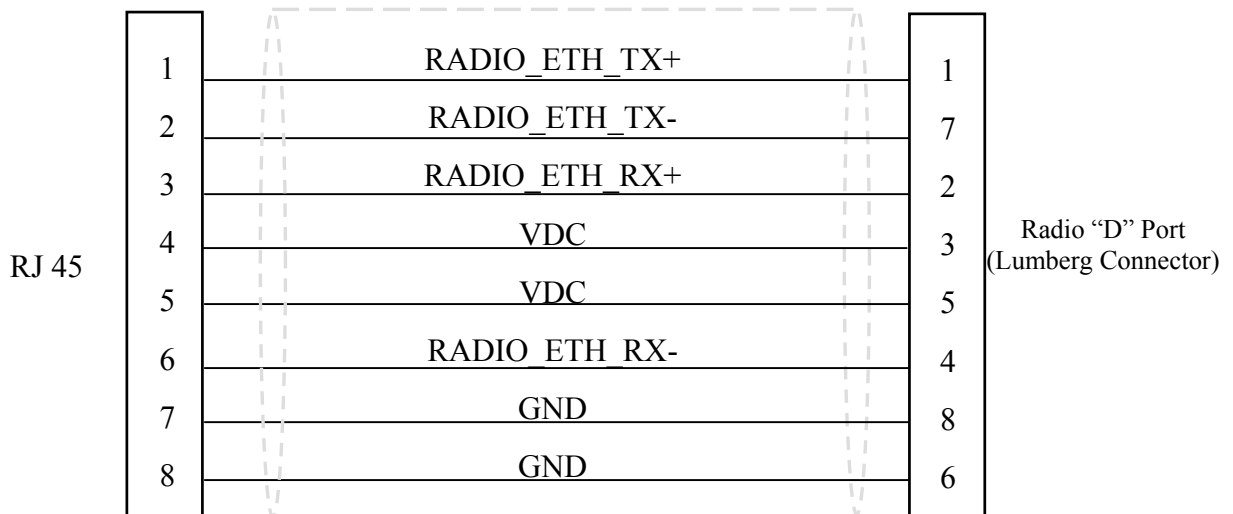 1 RADIO_ETH_TX+ 1
2 RADIO_ETH_TX- 7
3 RADIO_ETH_RX+ 2
4 VDC 3
RJ 45
Radio “D” Port
(Lumberg Connector)
5 VDC 5
6 RADIO_ETH_RX- 4
7 GND 8
8 GND 6